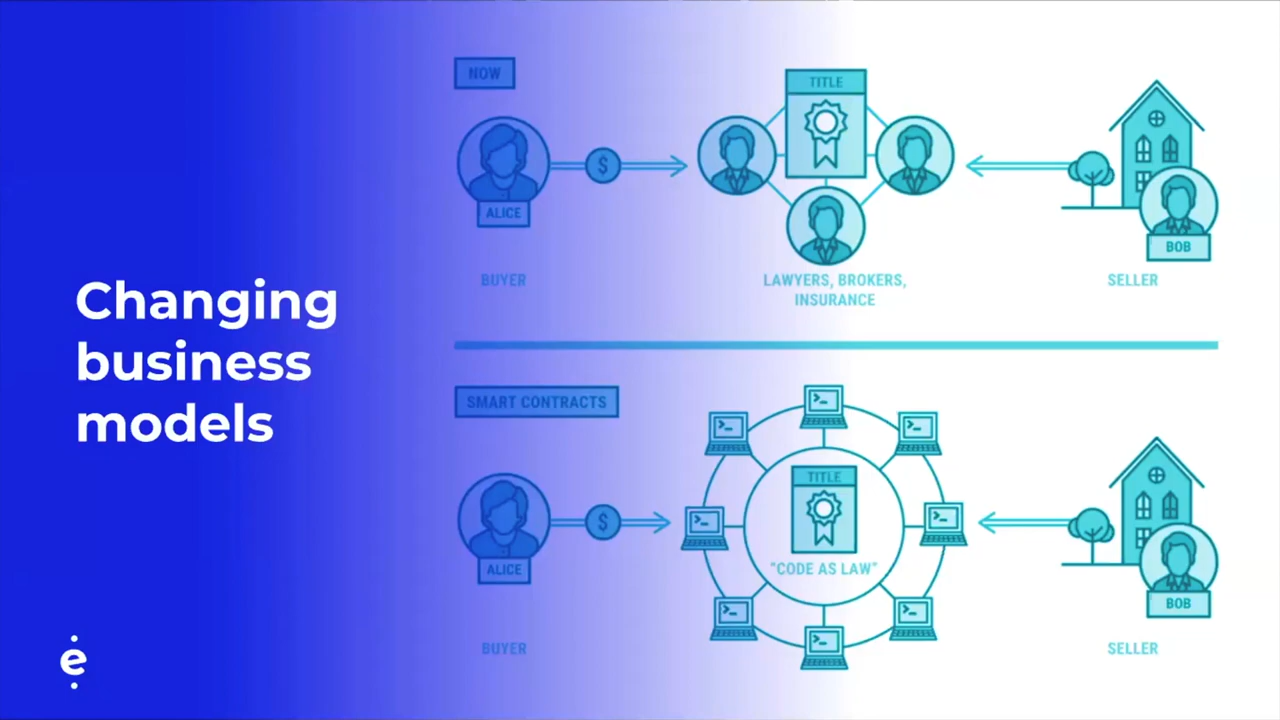 Changing
business
models
NOW
TITLE
$
ALICE
BOB
BUYER
LAWYERS, BROKERS,
INSURANCE
SELLER
SMART CONTRACTS
TITLE
$
"CODE AS LAW"
ALICE
BOB
BUYER
SELLER
e